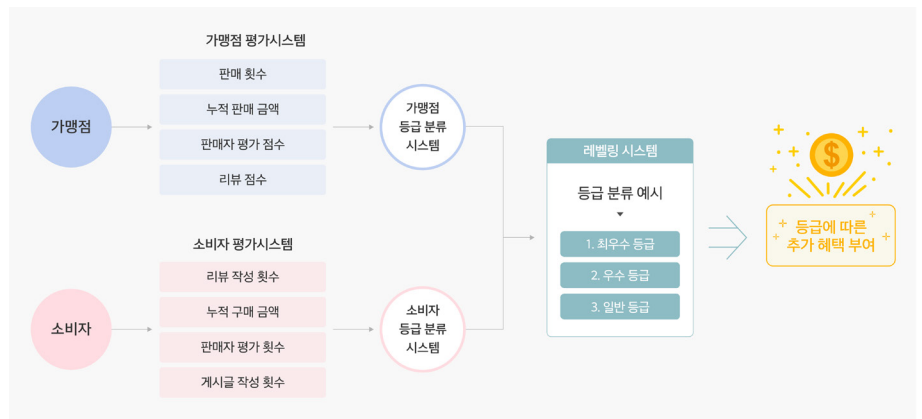 가맹점 평가시스템
가맹점
판매 횟수
누적 판매 금액
판매자 평가 점수
리뷰 점수
가맹점
등급 분류
시스템
소비자 평가시스템
소비자
리뷰 작성 횟수
누적 구매 금액
판매자 평가 횟수
게시글 작성 횟수
소비자
등급 분류
시스템
레벨링 시스템
등급 분류 예시
1. 최우수 등급
2. 우수 등급
3. 일반 등급
$
등급에 따른
추가 혜택 부여